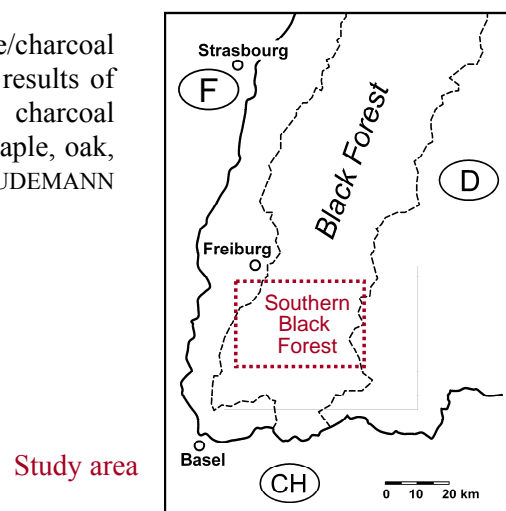 e/charcoal
results of
charcoal
aple, oak,
UDEMANN
Strasbourg
F
Black Forest
D
Freiburg
Southern
Black
Forest
Study area
Basel
CH
0 10 20 km